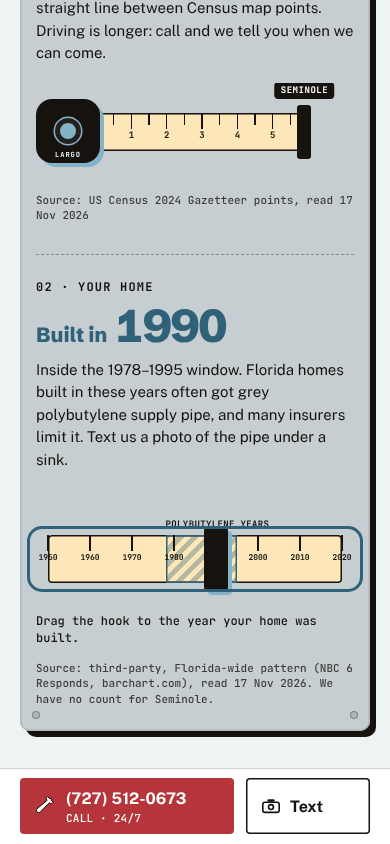 straight line between Census map points.
Driving is longer: call and we tell you when we
can come.
SEMINOLE
1 2 3 4 5
LARGO
Source: US Census 2024 Gazetteer points, read 17
Nov 2026
02 · YOUR HOME
Built in 1990
Inside the 1978–1995 window. Florida homes
built in these years often got grey
polybutylene supply pipe, and many insurers
limit it. Text us a photo of the pipe under a
sink.
POLYBUTYLENE YEARS
1950 1960 1970 1980 2000 2010 2020
Drag the hook to the year your home was
built.
Source: third-party, Florida-wide pattern (NBC 6
Responds, barchart.com), read 17 Nov 2026. We
have no count for Seminole.
(727) 512-0673
CALL · 24/7
Text